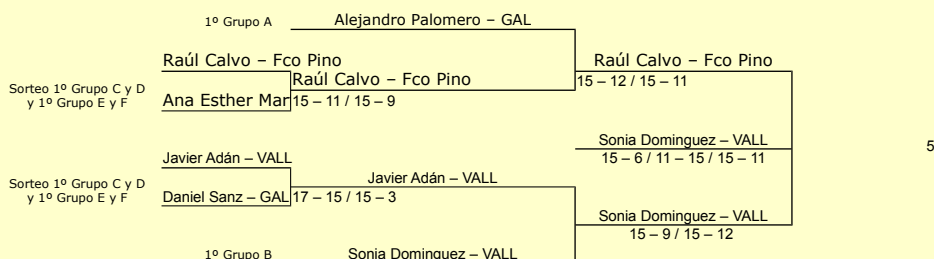 1º Grupo A
Alejandro Palomero – GAL
Raúl Calvo – Fco Pino
Raúl Calvo – Fco Pino
Sorteo 1º Grupo C y D
y 1º Grupo E y F
Raúl Calvo – Fco Pino
15 – 12 / 15 – 11
Ana Esther Mar
15 – 11 / 15 – 9
Sonia Dominguez – VALL
15 – 6 / 11 – 15 / 15 – 11
5
Javier Adán – VALL
Sorteo 1º Grupo C y D
y 1º Grupo E y F
Javier Adán – VALL
Daniel Sanz – GAL
17 – 15 / 15 – 3
Sonia Dominguez – VALL
15 – 9 / 15 – 12
1º Grupo B
Sonia Dominguez – VALL